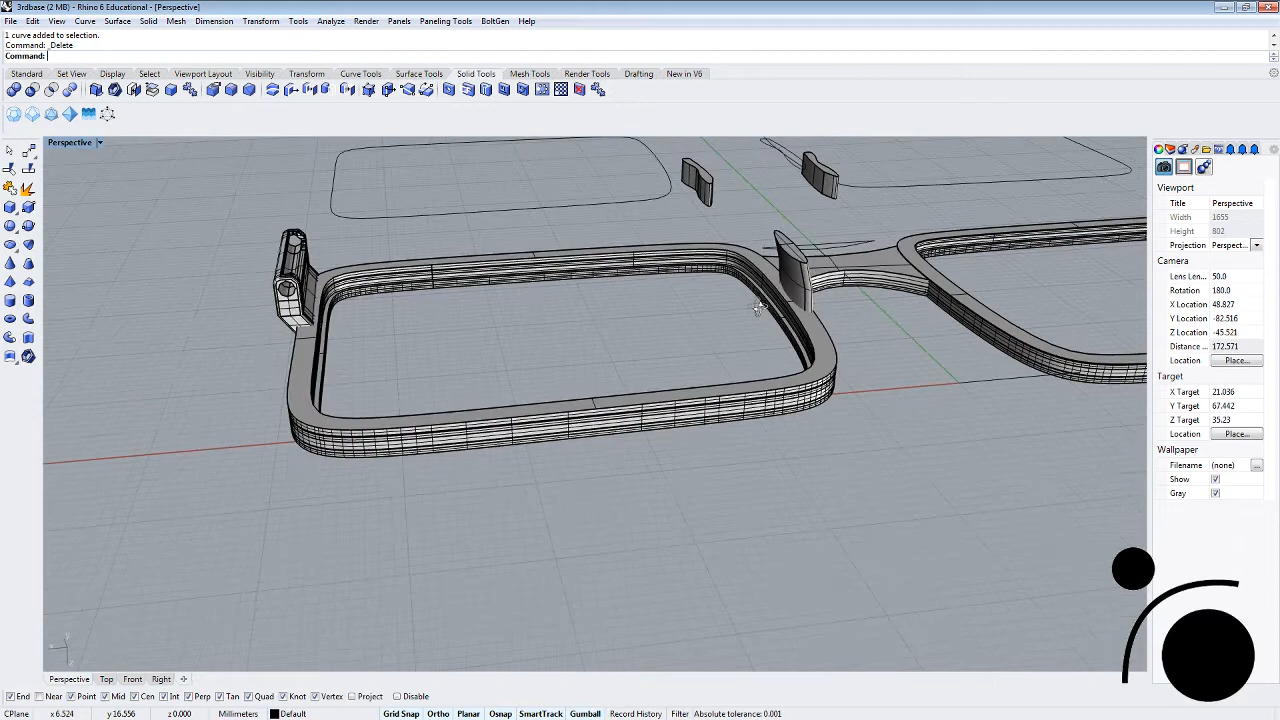 3rdbase (2 MB) - Rhino 6 Educational - [Perspective]
File Edit View Curve Surface Solid Mesh Dimension Transform Tools Analyze Render Panels Paneling Tools BoltGen Help
1 curve added to selection.
Command: _Delete
Command:
Standard Set View Display Select Viewport Layout Visibility Transform Curve Tools Surface Tools Solid Tools Mesh Tools Render Tools Drafting New in V6
Perspective
Viewport
Title Perspective
Width 1655
Height 802
Projection Perspect...
Camera
Lens Len... 50.0
Rotation 180.0
X Location 48.827
Y Location -82.516
Z Location -45.521
Distance ... 172.571
Location Place...
Target
X Target 21.036
Y Target 67.442
Z Target 35.23
Location Place...
Wallpaper
Filename (none) ...
Show
Gray
Perspective Top Front Right
End Near Point Mid Cen Int Perp Tan Quad Knot Vertex Project Disable
CPlane x 6.524 y 16.556 z 0.000 Millimeters Default Grid Snap Ortho Planar Osnap SmartTrack Gumball Record History Filter Absolute tolerance: 0.001